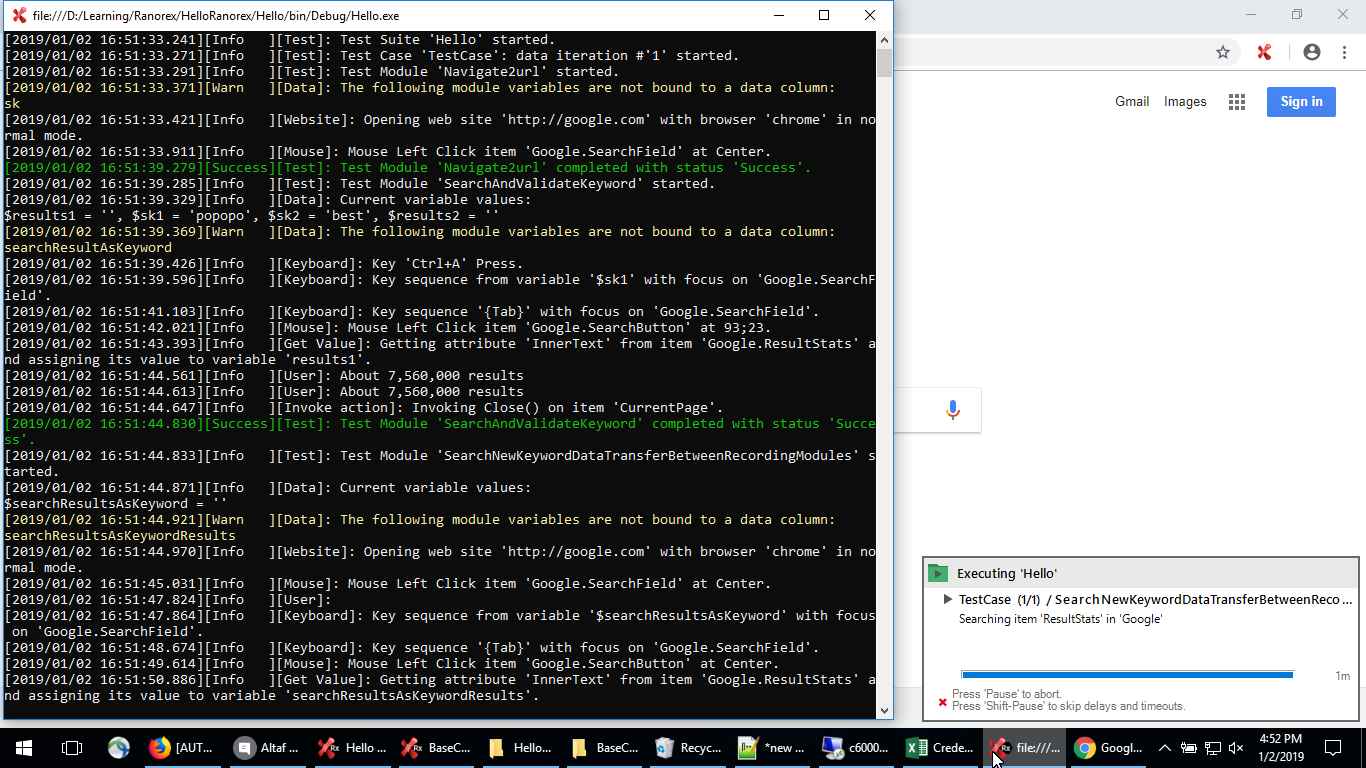 file:///D:/Learning/Ranorex/HelloRanorex/Hello/bin/Debug/Hello.exe
[2019/01/02 16:51:33.241][Info   ][Test]: Test Suite 'Hello' started.
[2019/01/02 16:51:33.271][Info   ][Test]: Test Case 'TestCase': data iteration #'1' started.
[2019/01/02 16:51:33.291][Info   ][Test]: Test Module 'Navigate2url' started.
[2019/01/02 16:51:33.371][Warn   ][Data]: The following module variables are not bound to a data column:
sk
[2019/01/02 16:51:33.421][Info   ][Website]: Opening web site 'http://google.com' with browser 'chrome' in no
rmal mode.
[2019/01/02 16:51:33.911][Info   ][Mouse]: Mouse Left Click item 'Google.SearchField' at Center.
[2019/01/02 16:51:39.279][Success][Test]: Test Module 'Navigate2url' completed with status 'Success'.
[2019/01/02 16:51:39.285][Info   ][Test]: Test Module 'SearchAndValidateKeyword' started.
[2019/01/02 16:51:39.329][Info   ][Data]: Current variable values:
$results1 = '', $sk1 = 'popopo', $sk2 = 'best', $results2 = ''
[2019/01/02 16:51:39.369][Warn   ][Data]: The following module variables are not bound to a data column:
searchResultAsKeyword
[2019/01/02 16:51:39.426][Info   ][Keyboard]: Key 'Ctrl+A' Press.
[2019/01/02 16:51:39.596][Info   ][Keyboard]: Key sequence from variable '$sk1' with focus on 'Google.SearchF
ield'.
[2019/01/02 16:51:41.103][Info   ][Keyboard]: Key sequence '{Tab}' with focus on 'Google.SearchField'.
[2019/01/02 16:51:42.021][Info   ][Mouse]: Mouse Left Click item 'Google.SearchButton' at 93;23.
[2019/01/02 16:51:43.393][Info   ][Get Value]: Getting attribute 'InnerText' from item 'Google.ResultStats' a
nd assigning its value to variable 'results1'.
[2019/01/02 16:51:44.561][Info   ][User]: About 7,560,000 results
[2019/01/02 16:51:44.613][Info   ][User]: About 7,560,000 results
[2019/01/02 16:51:44.647][Info   ][Invoke action]: Invoking Close() on item 'CurrentPage'.
[2019/01/02 16:51:44.830][Success][Test]: Test Module 'SearchAndValidateKeyword' completed with status 'Succe
ss'.
[2019/01/02 16:51:44.833][Info   ][Test]: Test Module 'SearchNewKeywordDataTransferBetweenRecordingModules' s
tarted.
[2019/01/02 16:51:44.871][Info   ][Data]: Current variable values:
$searchResultsAsKeyword = ''
[2019/01/02 16:51:44.921][Warn   ][Data]: The following module variables are not bound to a data column:
searchResultsAsKeywordResults
[2019/01/02 16:51:44.970][Info   ][Website]: Opening web site 'http://google.com' with browser 'chrome' in no
rmal mode.
[2019/01/02 16:51:45.031][Info   ][Mouse]: Mouse Left Click item 'Google.SearchField' at Center.
[2019/01/02 16:51:47.824][Info   ][User]:
[2019/01/02 16:51:47.864][Info   ][Keyboard]: Key sequence from variable '$searchResultsAsKeyword' with focus
 on 'Google.SearchField'.
[2019/01/02 16:51:48.674][Info   ][Keyboard]: Key sequence '{Tab}' with focus on 'Google.SearchField'.
[2019/01/02 16:51:49.614][Info   ][Mouse]: Mouse Left Click item 'Google.SearchButton' at Center.
[2019/01/02 16:51:50.886][Info   ][Get Value]: Getting attribute 'InnerText' from item 'Google.ResultStats' a
nd assigning its value to variable 'searchResultsAsKeywordResults'.
Gmail Images Sign in
Executing 'Hello'
TestCase (1/1) / SearchNewKeywordDataTransferBetweenReco ...
Searching item 'ResultStats' in 'Google'
1m
Press 'Pause' to abort.
Press 'Shift-Pause' to skip delays and timeouts.
[AUT... Altaf ... Hello ... BaseC... Hello... BaseC... Recyc... *new ... c6000... Crede... file:///... Googl...
4:52 PM
1/2/2019